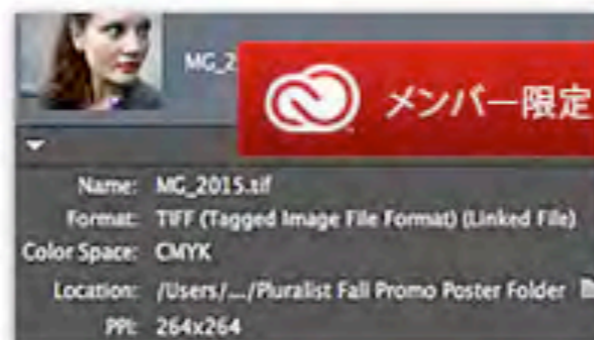 MG_2
メンバー限定
Name: MG_2015.tif
Format: TIFF (Tagged Image File Format) (Linked File)
Color Space: CMYK
Location: /Users/.../Pluralist Fall Promo Poster Folder
PPI: 264x264